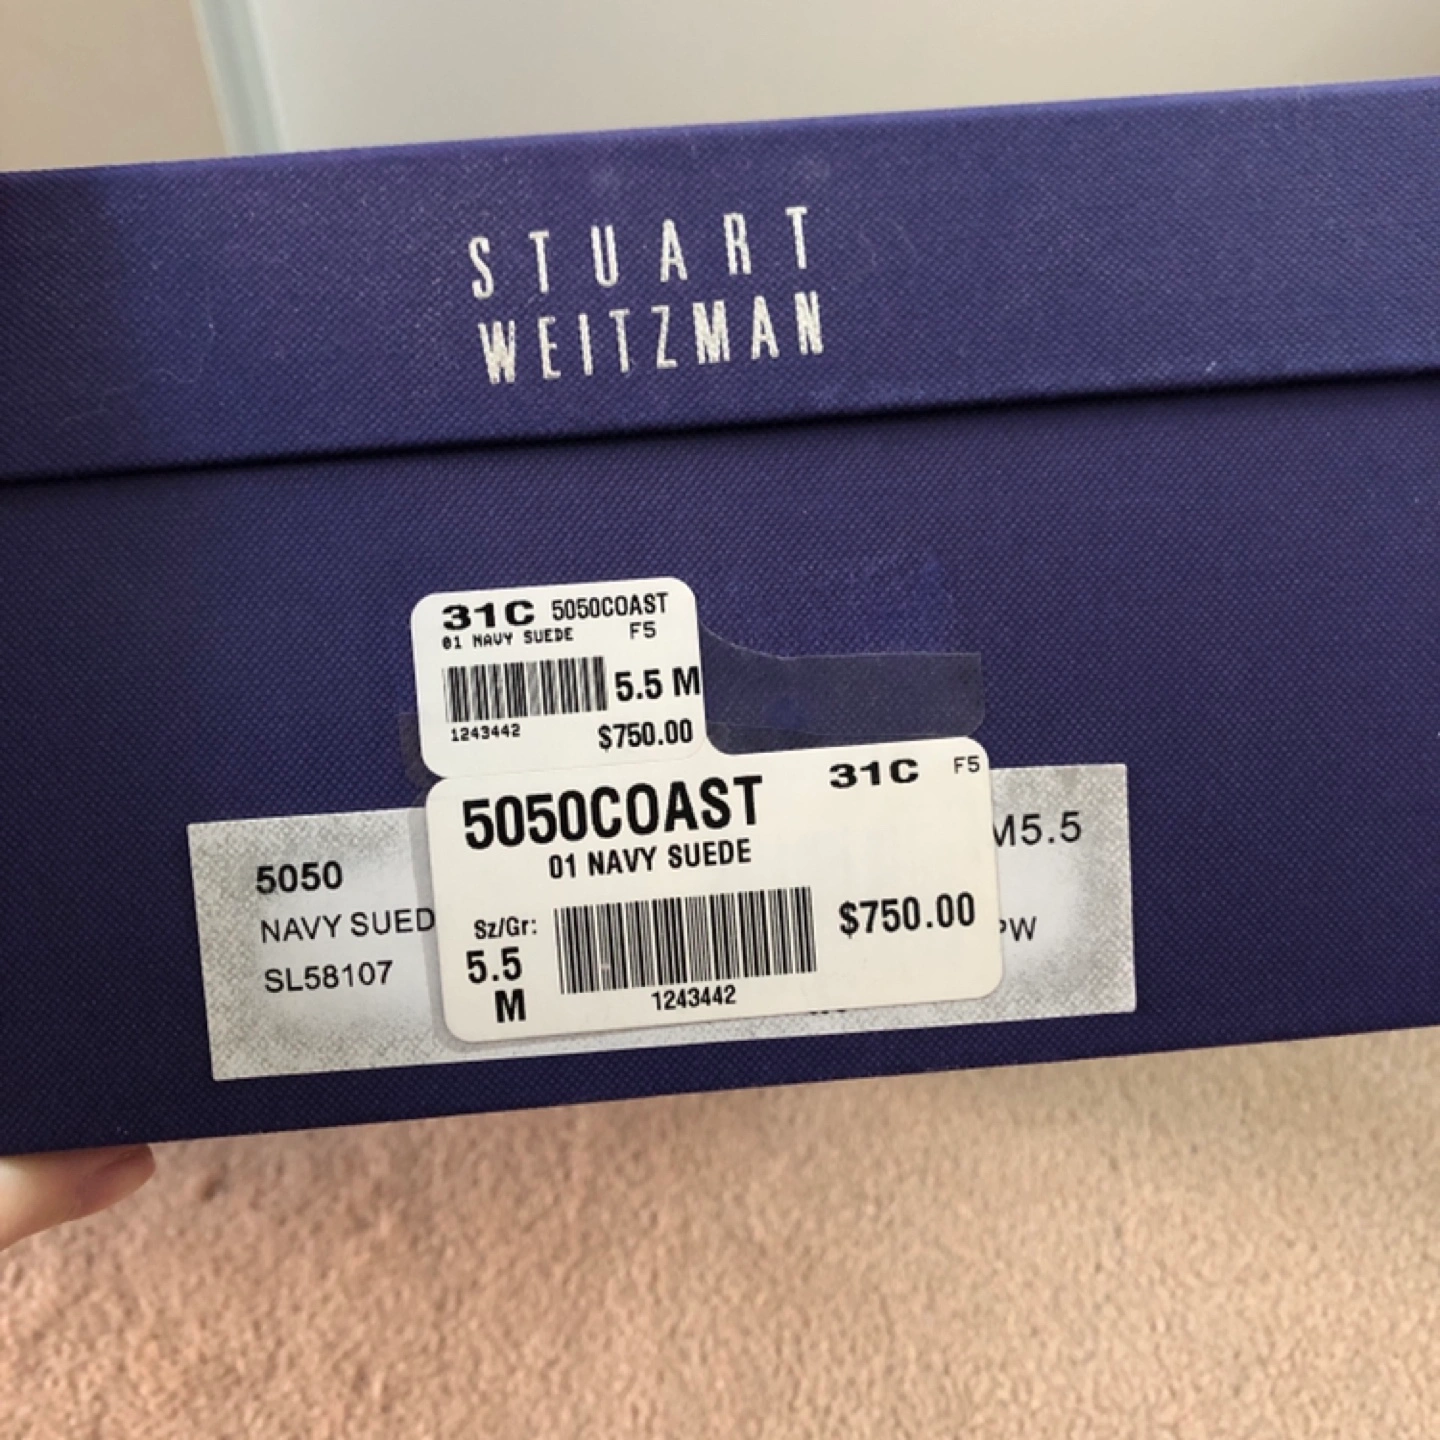 STUART
WEITZMAN
31C 5050COAST
01 NAVY SUEDE F5
5.5 M
1243442 $750.00
5050COAST 31C F5
01 NAVY SUEDE
Sz/Gr:
5.5
M
$750.00
1243442
5050
NAVY SUED
SL58107
M5.5
PW